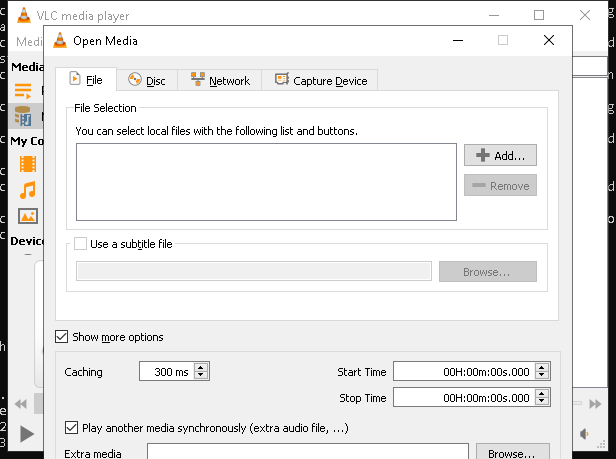 VLC media player
Medi
Open Media
Media
File
Disc
Network
Capture Device
File Selection
You can select local files with the following list and buttons.
Add...
Remove
My Co
Use a subtitle file
Browse...
Device
Show more options
Caching
300 ms
Start Time
00H:00m:00s.000
Stop Time
00H:00m:00s.000
Play another media synchronously (extra audio file, ...)
Extra media
Browse...